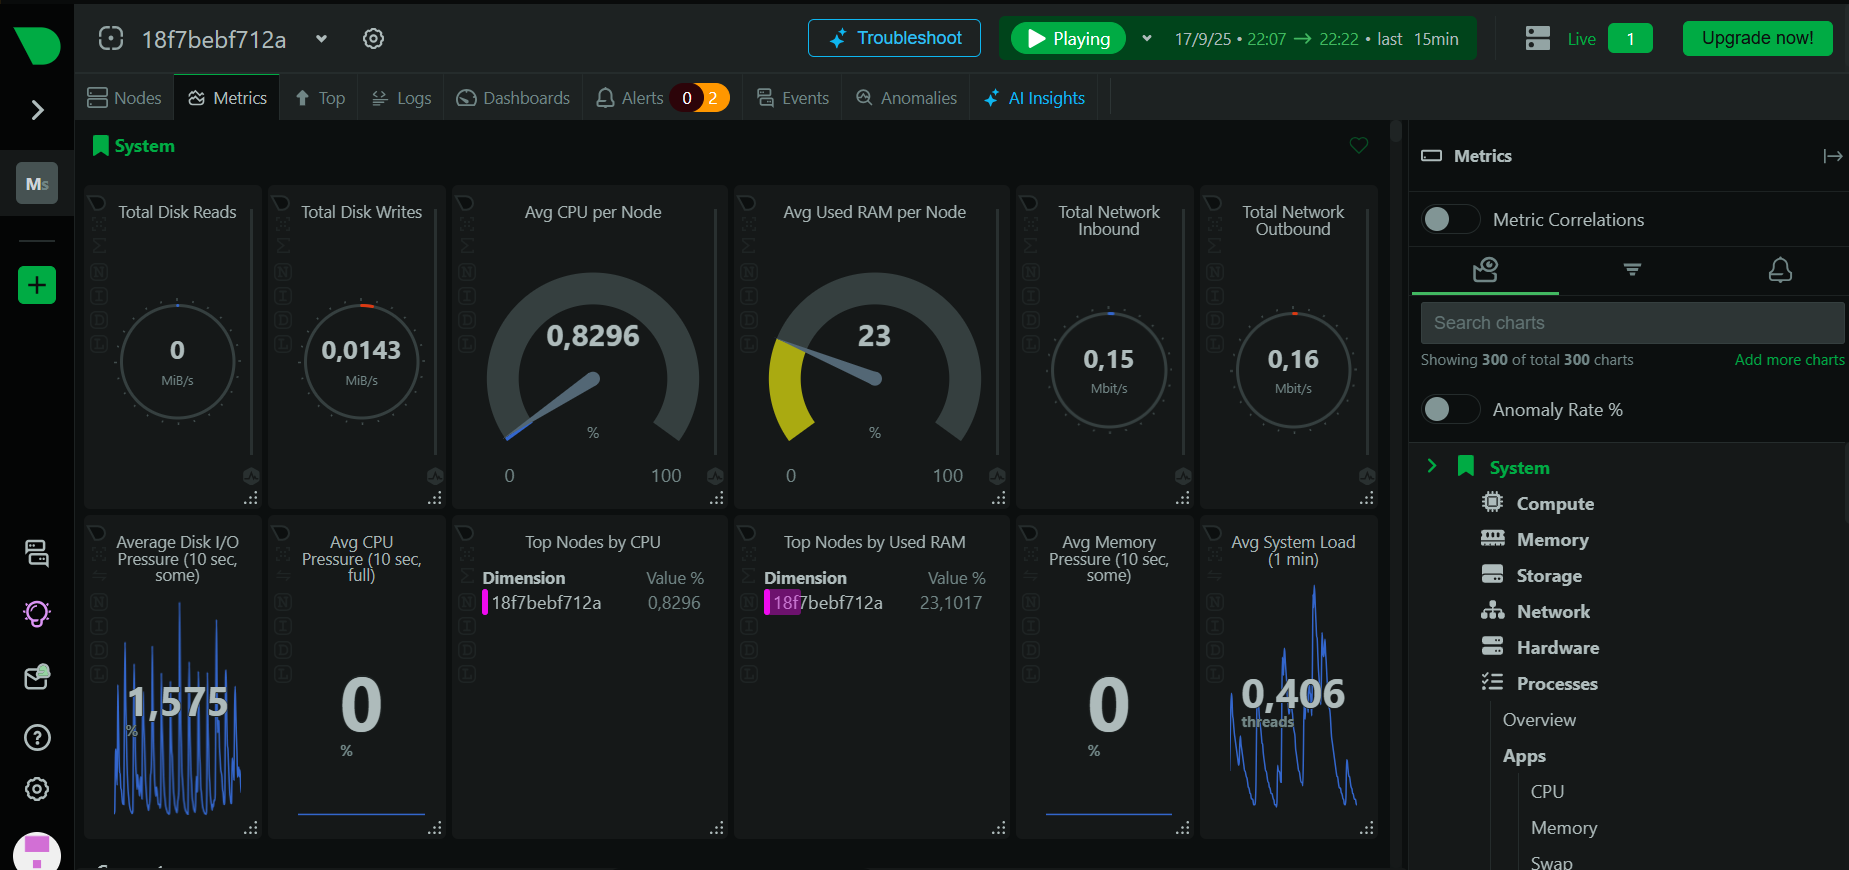 18f7bebf712a
Troubleshoot
Playing
17/9/25 • 22:07 → 22:22 • last 15min
Live
1
Upgrade now!
Nodes
Metrics
Top
Logs
Dashboards
Alerts 0 2
Events
Anomalies
AI Insights
Ms
System
Total Disk Reads
0
MiB/s
Total Disk Writes
0,0143
MiB/s
Avg CPU per Node
0,8296
%
0 100
Avg Used RAM per Node
23
%
0 100
Total Network
Inbound
0,15
Mbit/s
Total Network
Outbound
0,16
Mbit/s
N
I
D
L
N
I
D
L
N
I
D
L
N
I
D
L
N
I
D
L
N
I
D
L
Average Disk I/O
Pressure (10 sec,
some)
1,575
%
Avg CPU
Pressure (10 sec,
full)
0
%
Top Nodes by CPU
Dimension Value %
18f7bebf712a 0,8296
Top Nodes by Used RAM
Dimension Value %
18f7bebf712a 23,1017
Avg Memory
Pressure (10 sec,
some)
0
%
Avg System Load
(1 min)
0,406
threads
N
I
D
L
N
I
D
L
N
I
D
L
N
I
D
L
N
I
D
L
N
I
D
L
Metrics
Metric Correlations
Search charts
Showing 300 of total 300 charts
Add more charts
Anomaly Rate %
System
Compute
Memory
Storage
Network
Hardware
Processes
Overview
Apps
CPU
Memory
Swap